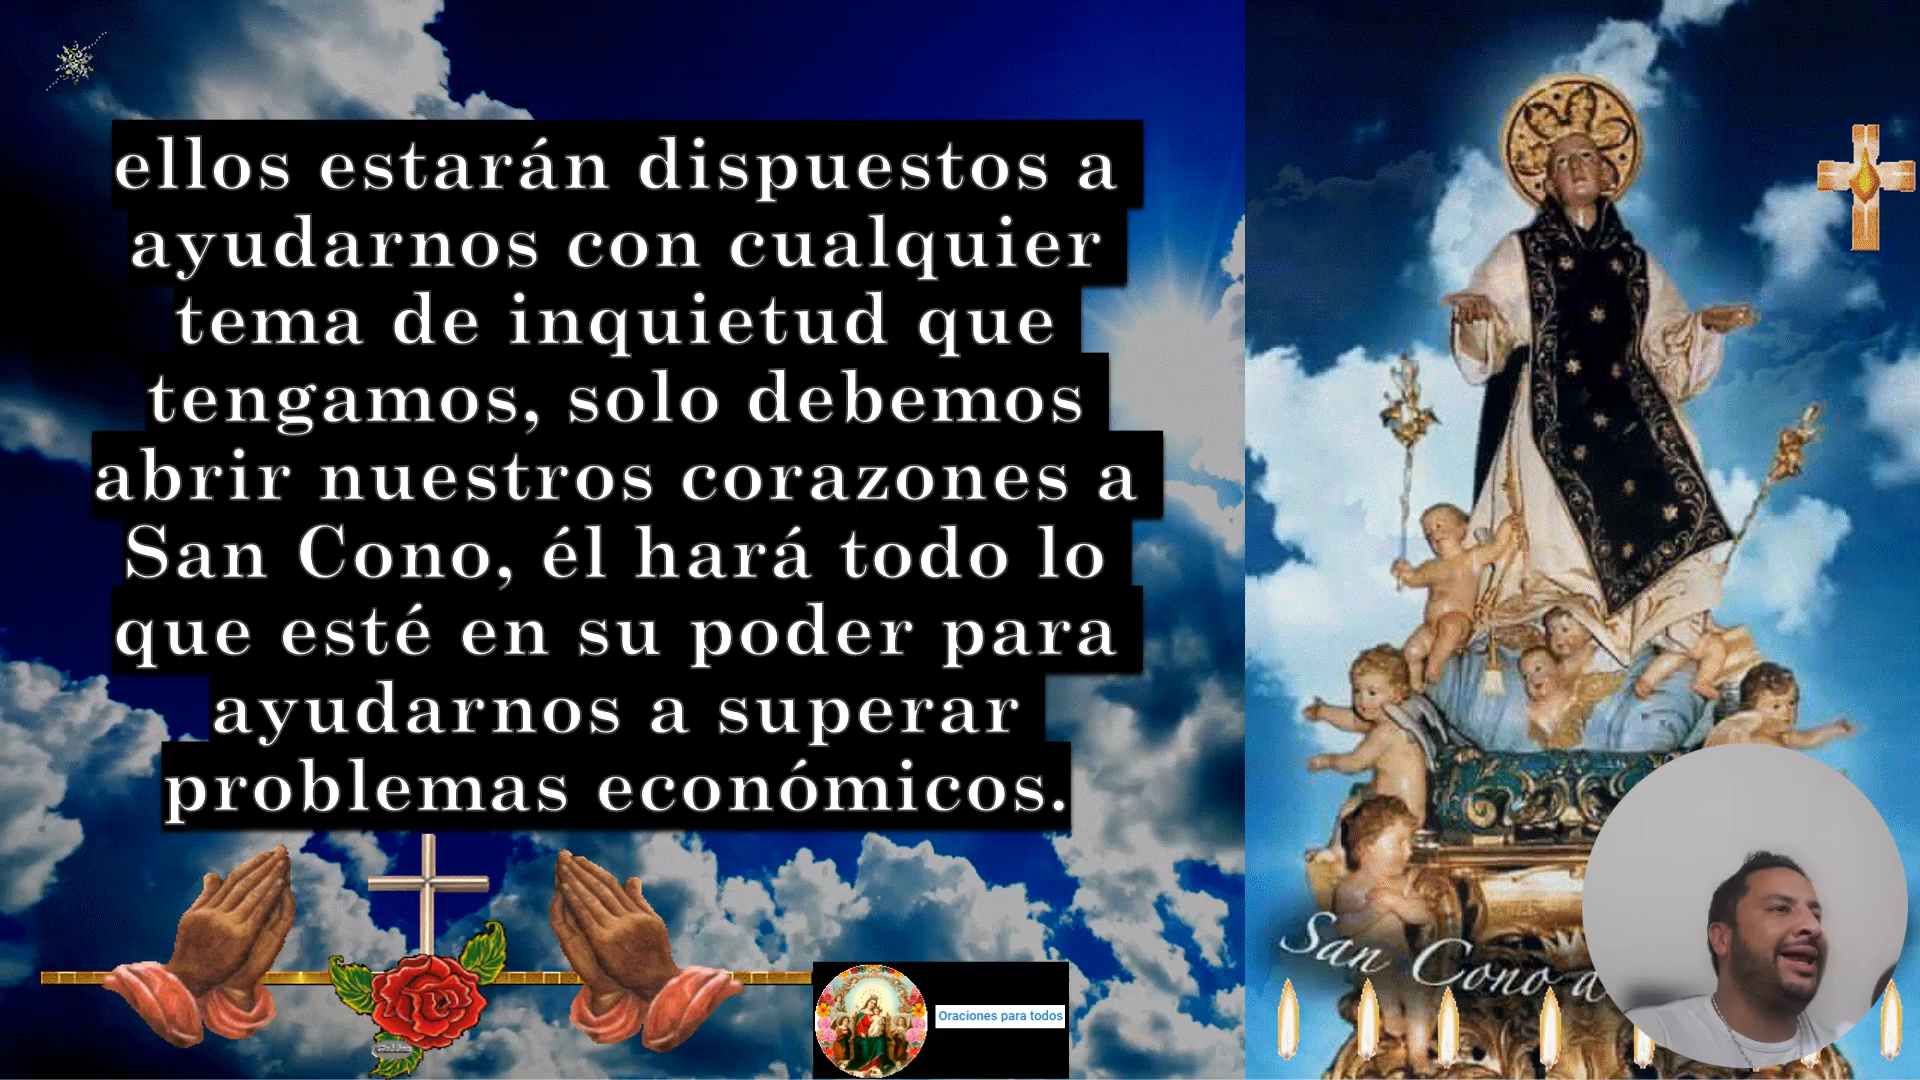 ellos estarán dispuestos a
ayudarnos con cualquier
tema de inquietud que
tengamos, solo debemos
abrir nuestros corazones a
San Cono, él hará todo lo
que esté en su poder para
ayudarnos a superar
problemas económicos.
Oraciones para todos
San Cono